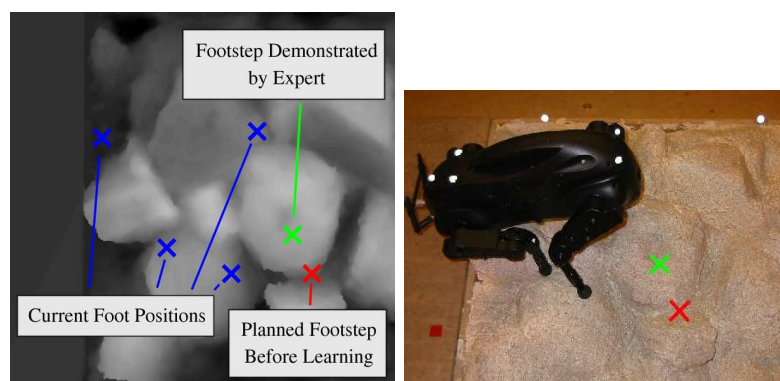 Footstep Demonstrated
by Expert
Current Foot Positions
Planned Footstep
Before Learning